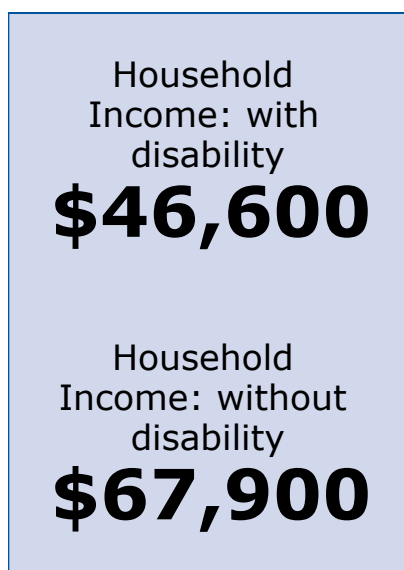 Household
Income: with
disability
$46,600
Household
Income: without
disability
$67,900